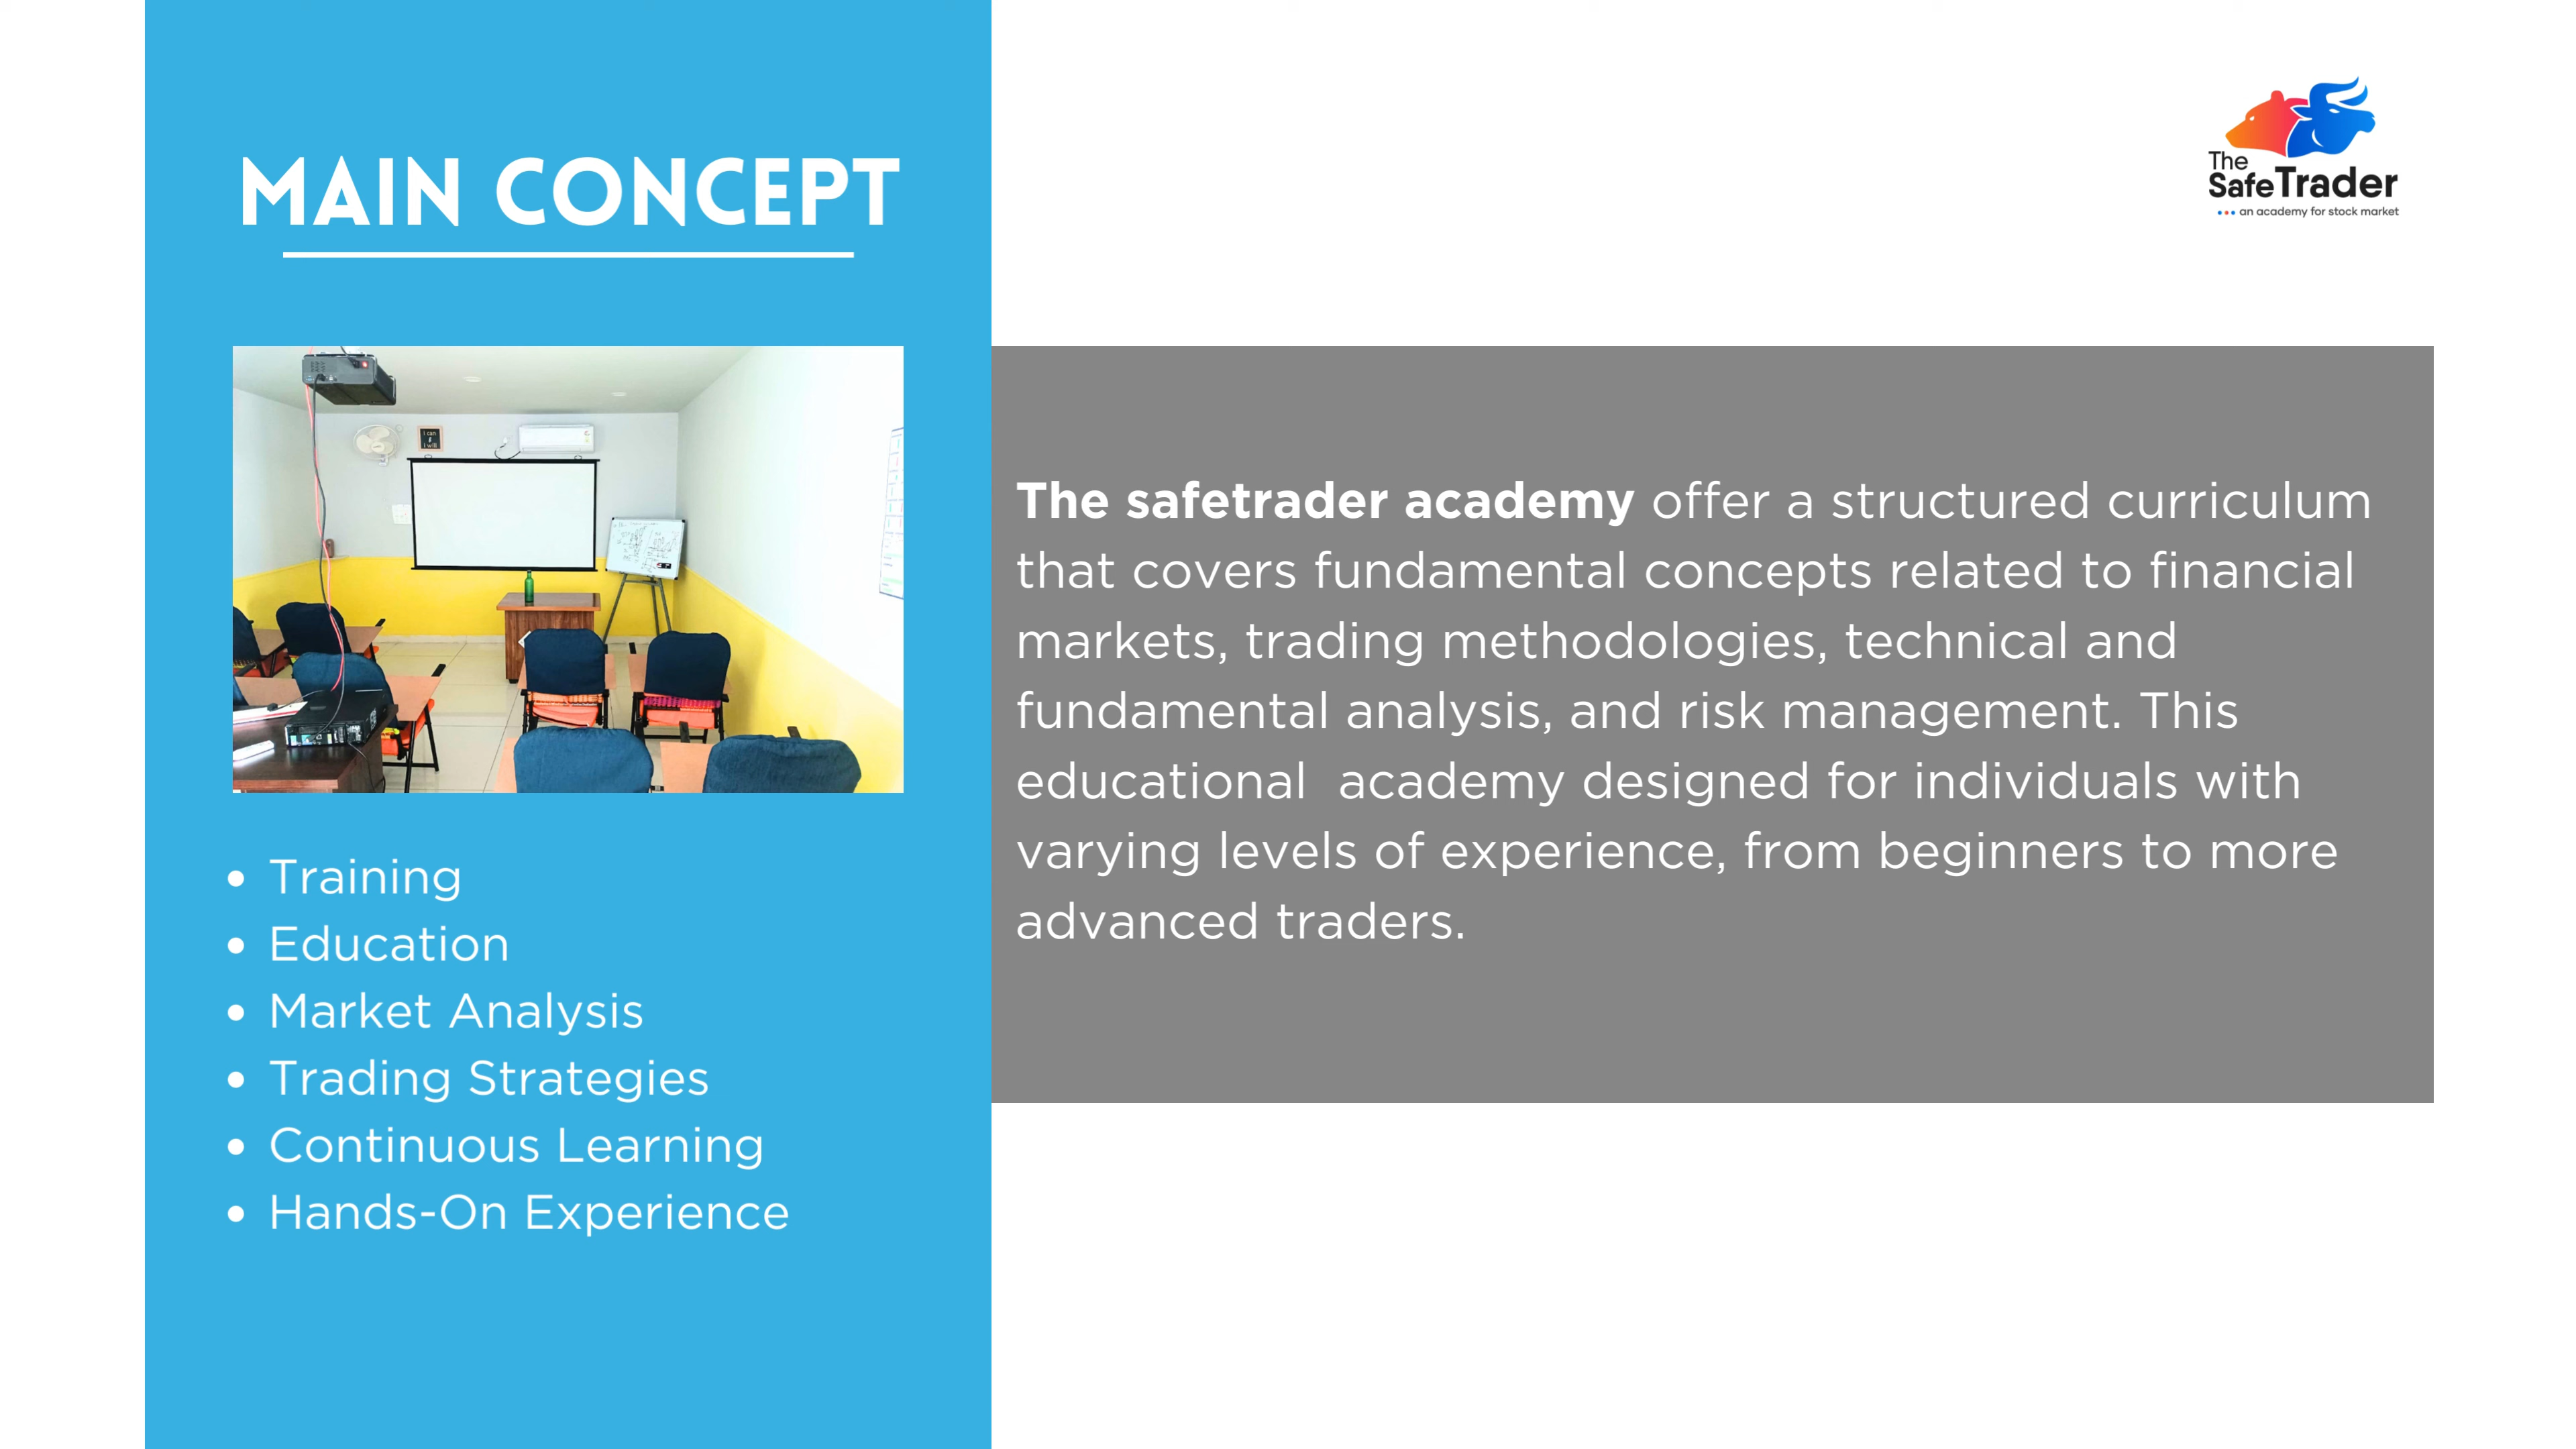 MAIN CONCEPT
The
SafeTrader
an academy for stock market
i can
&
i will
The safetrader academy offer a structured curriculum
that covers fundamental concepts related to financial
markets, trading methodologies, technical and
fundamental analysis, and risk management. This
educational  academy designed for individuals with
varying levels of experience, from beginners to more
advanced traders.
• Training
• Education
• Market Analysis
• Trading Strategies
• Continuous Learning
• Hands-On Experience